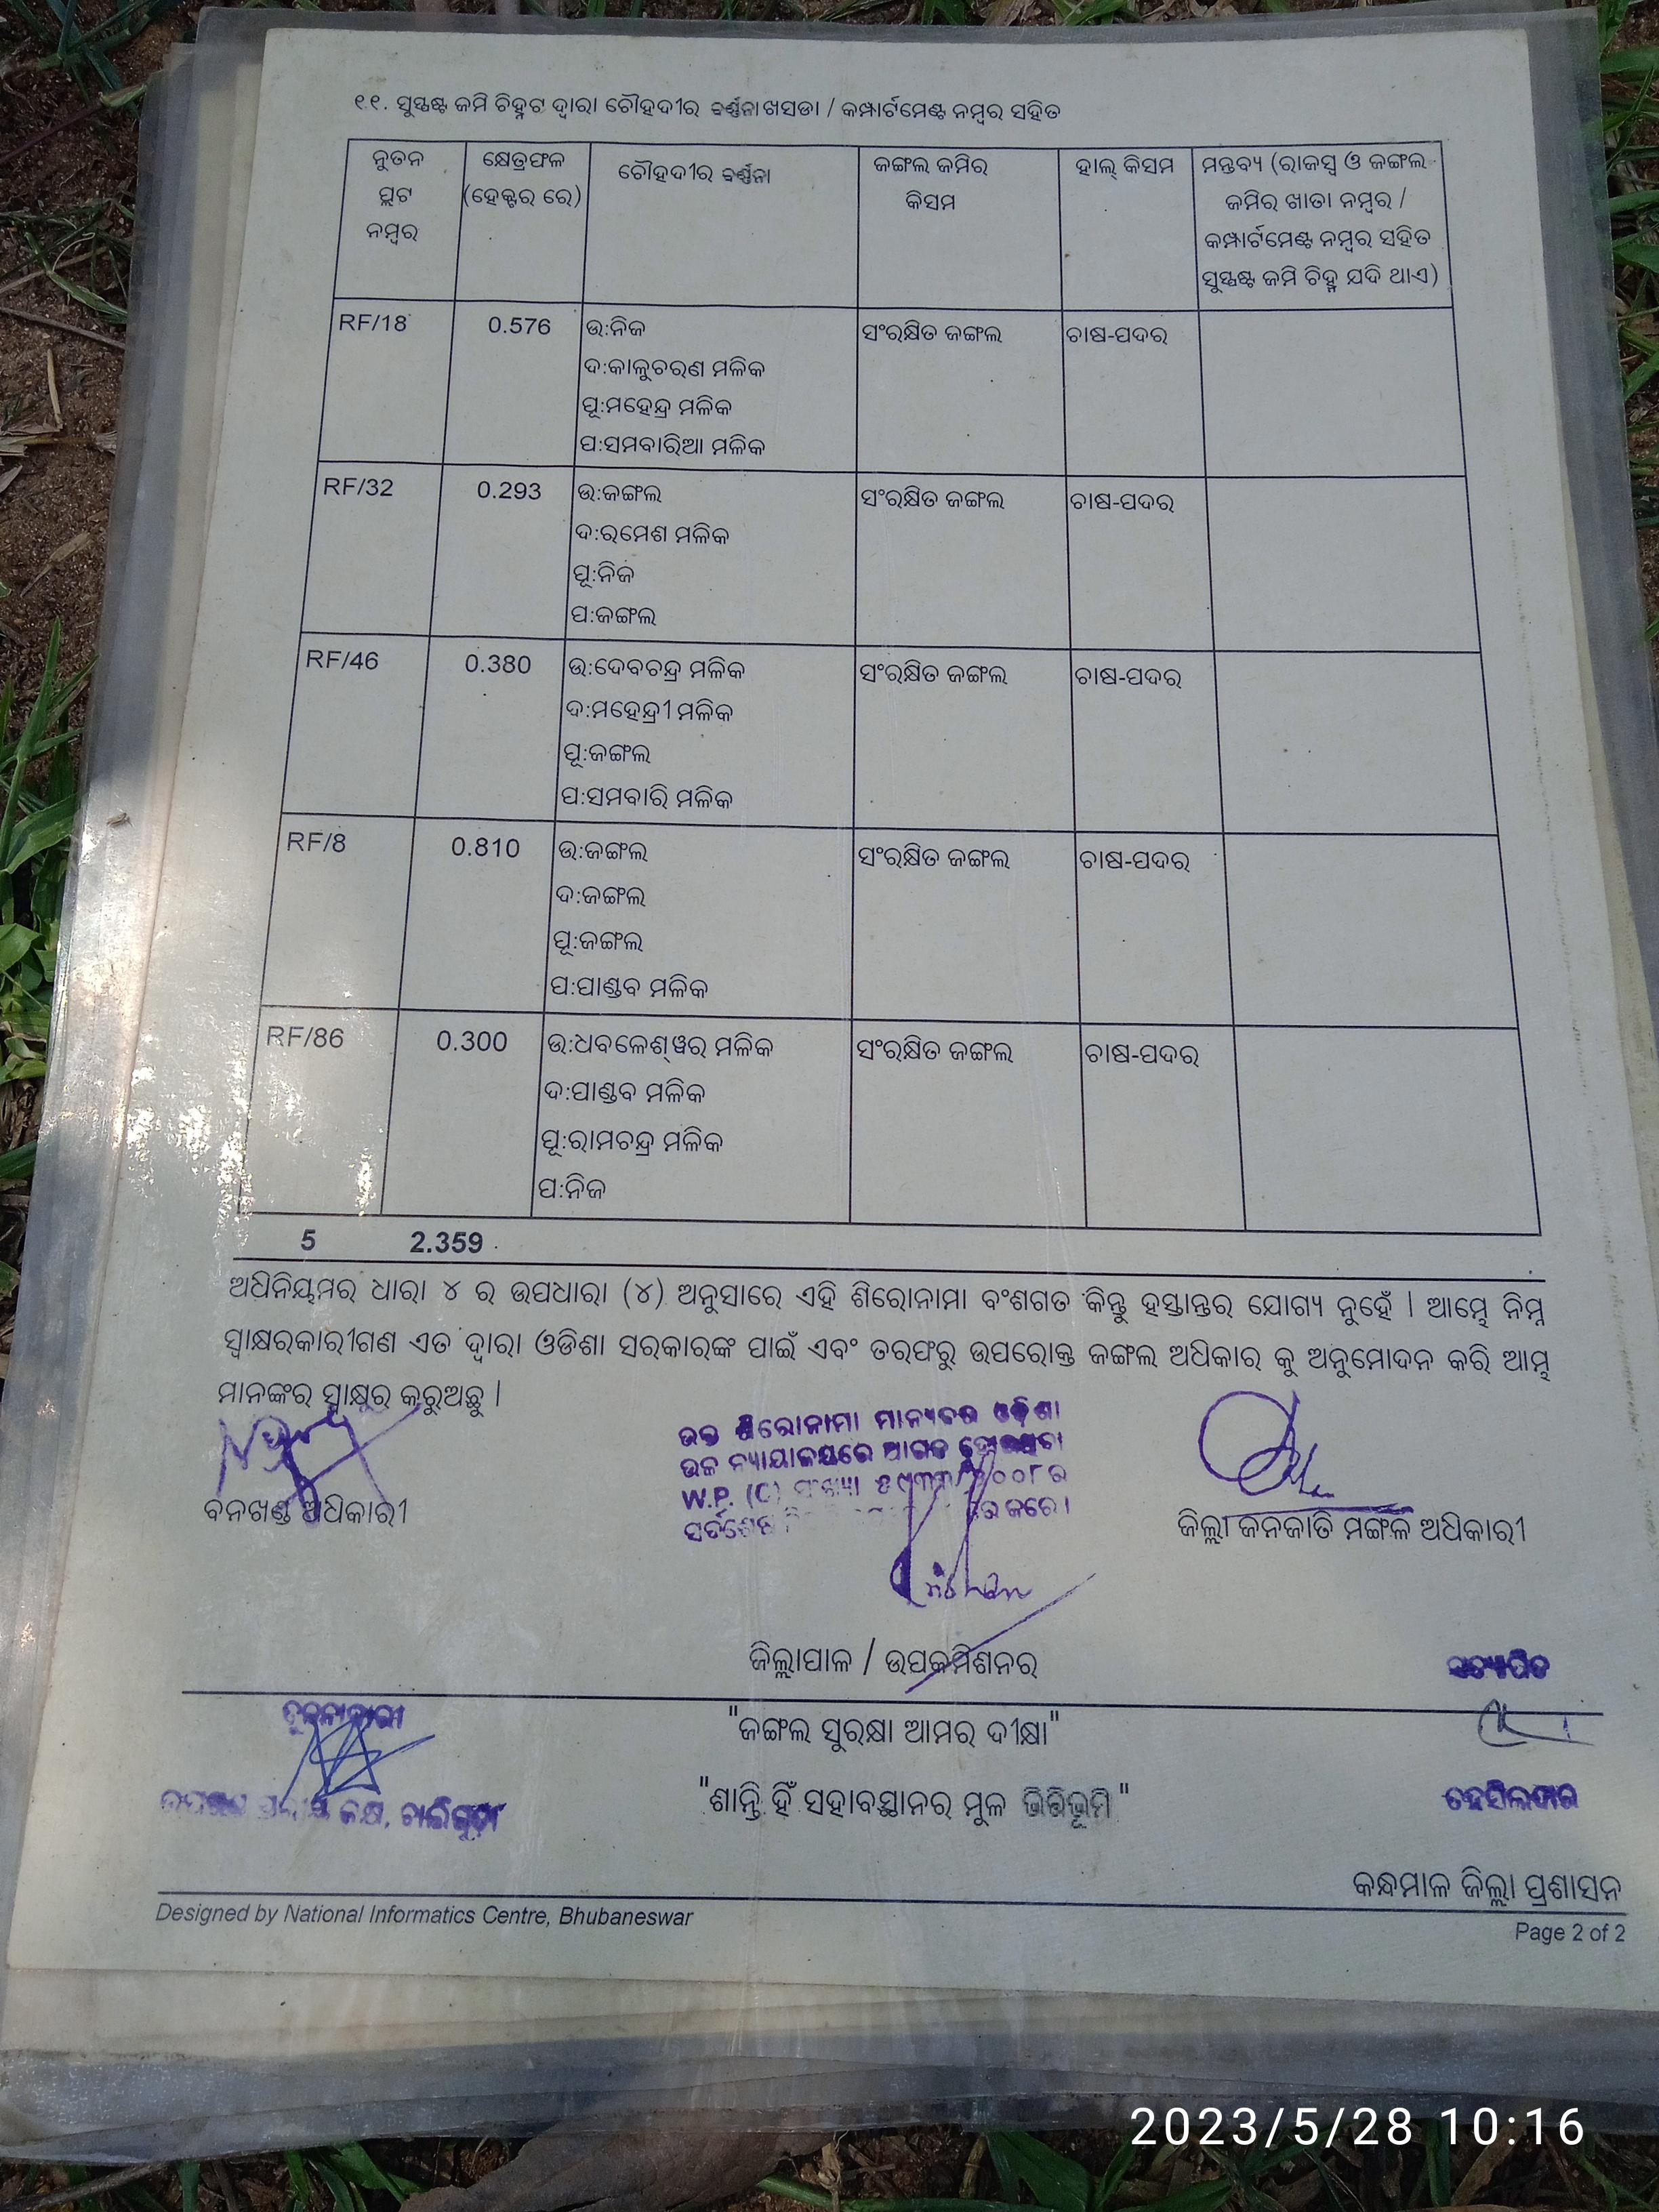 ୧୧. ସୁସ୍ପଷ୍ଟ ଜମି ଚିହ୍ନଟ ଦ୍ୱାରା ଚୌହଦୀର ବର୍ଣ୍ଣନା ଖସଡା / କମ୍ପାର୍ଟମେଣ୍ଟ ନମ୍ବର ସହିତ
ନୁତନ ପ୍ଲଟ ନମ୍ବର
କ୍ଷେତ୍ରଫଳ (ହେକ୍ଟର ରେ)
ଚୌହଦୀର ବର୍ଣ୍ଣନା
ଜଙ୍ଗଲ ଜମିର କିସମ
ହାଲ୍ କିସମ
ମନ୍ତବ୍ୟ (ରାଜସ୍ୱ ଓ ଜଙ୍ଗଲ
ଜମିର ଖାତା ନମ୍ବର /
କମ୍ପାର୍ଟମେଣ୍ଟ ନମ୍ବର ସହିତ
ସୁସ୍ପଷ୍ଟ ଜମି ଚିହ୍ନ ଯଦି ଥାଏ)
RF/18 0.576 ଉ:ନିଜ ସଂରକ୍ଷିତ ଜଙ୍ଗଲ ଚାଷ-ପଦର
ଦ:କାଳୁଚରଣ ମଳିକ
ପୂ:ମହେନ୍ଦ୍ର ମଳିକ
ପ:ସମବାରିଆ ମଳିକ
RF/32 0.293 ଉ:ଜଙ୍ଗଲ ସଂରକ୍ଷିତ ଜଙ୍ଗଲ ଚାଷ-ପଦର
ଦ:ରମେଶ ମଳିକ
ପୂ:ନିଜ
ପ:ଜଙ୍ଗଲ
RF/46 0.380 ଉ:ଦେବଚନ୍ଦ୍ର ମଳିକ ସଂରକ୍ଷିତ ଜଙ୍ଗଲ ଚାଷ-ପଦର
ଦ:ମହେନ୍ଦ୍ରୀ ମଳିକ
ପୂ:ଜଙ୍ଗଲ
ପ:ସମବାରି ମଳିକ
RF/8 0.810 ଉ:ଜଙ୍ଗଲ ସଂରକ୍ଷିତ ଜଙ୍ଗଲ ଚାଷ-ପଦର
ଦ:ଜଙ୍ଗଲ
ପୂ:ଜଙ୍ଗଲ
ପ:ପାଣ୍ଡବ ମଳିକ
RF/86 0.300 ଉ:ଧବଳେଶ୍ୱର ମଳିକ ସଂରକ୍ଷିତ ଜଙ୍ଗଲ ଚାଷ-ପଦର
ଦ:ପାଣ୍ଡବ ମଳିକ
ପୂ:ରାମଚନ୍ଦ୍ର ମଳିକ
ପ:ନିଜ
5 2.359
ଅଧିନିୟମର ଧାରା ୪ ର ଉପଧାରା (୪) ଅନୁସାରେ ଏହି ଶିରୋନାମା ବଂଶଗତ କିନ୍ତୁ ହସ୍ତାନ୍ତର ଯୋଗ୍ୟ ନୁହେଁ । ଆମ୍ଭେ ନିମ୍ନ
ସ୍ୱାକ୍ଷରକାରୀଗଣ ଏତ ଦ୍ୱାରା ଓଡିଶା ସରକାରଙ୍କ ପାଇଁ ଏବଂ ତରଫରୁ ଉପରୋକ୍ତ ଜଙ୍ଗଲ ଅଧିକାର କୁ ଅନୁମୋଦନ କରି ଆମ୍ଭ
ମାନଙ୍କର ସ୍ୱାକ୍ଷର କରୁଅଛୁ ।
ଉକ୍ତ ଶିରୋନାମା ମାନ୍ୟବର ଓଡ଼ିଶା
ଉଚ୍ଚ ନ୍ୟାୟାଳୟରେ ଆଗତ
W.P. (C) ସଂଖ୍ୟା
ବନଖଣ୍ଡ ଅଧିକାରୀ
ଜିଲ୍ଲା ଜନଜାତି ମଙ୍ଗଳ ଅଧିକାରୀ
ଜିଲ୍ଲାପାଳ / ଉପକମିଶନର
ସତ୍ୟାପିତ
ତୁଳନାକାରୀ
"ଜଙ୍ଗଲ ସୁରକ୍ଷା ଆମର ଦୀକ୍ଷା"
"ଶାନ୍ତି ହିଁ ସହାବସ୍ଥାନର ମୂଳ ଭିତ୍ତିଭୂମି"
ତହସିଲଦାର
କନ୍ଧମାଳ ଜିଲ୍ଲା ପ୍ରଶାସନ
Designed by National Informatics Centre, Bhubaneswar
Page 2 of 2
2023/5/28 10:16